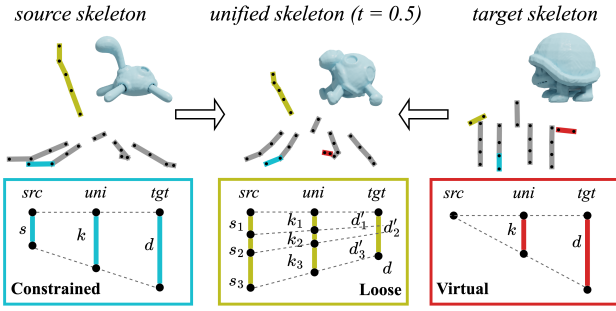 source skeleton
unified skeleton (t = 0.5)
target skeleton
src uni tgt
s k d
Constrained
src uni tgt
s₁ k₁ d′₁
s₂ k₂ d′₂
s₃ k₃ d′₃ d
Loose
src uni tgt
k d
Virtual